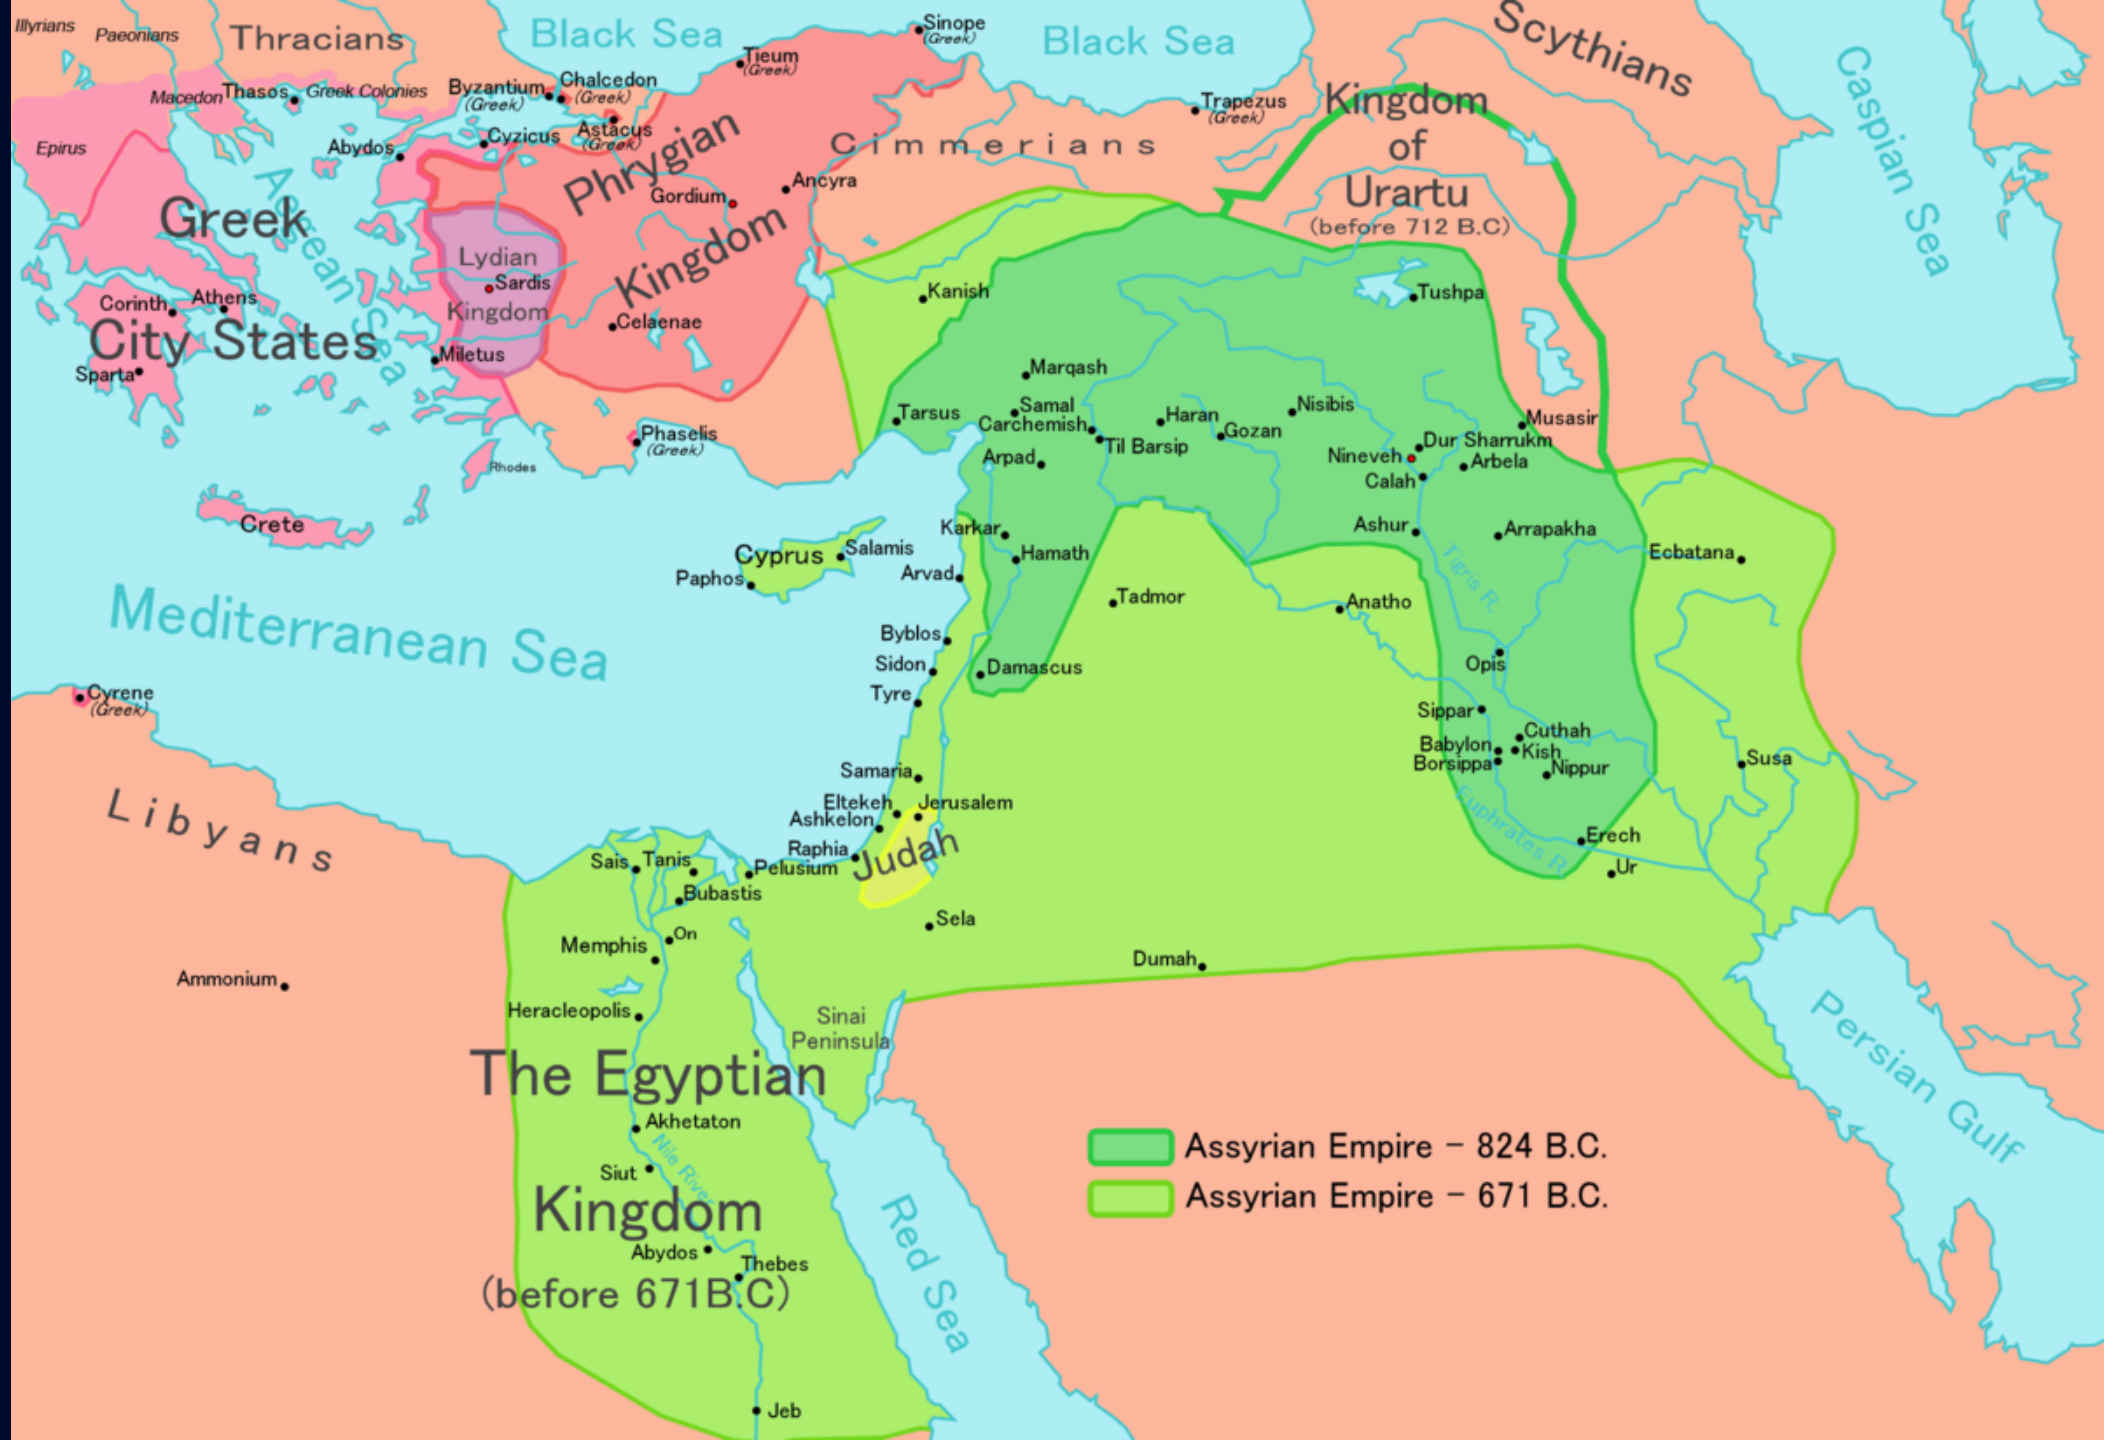 Illyrians
Paeonians
Thracians
Black Sea
Sinope
(Greek)
Black Sea
Scythians
Caspian Sea
Tieum
(Greek)
Macedon
Thasos
Greek Colonies
Byzantium
(Greek)
Chalcedon
(Greek)
Astacus
(Greek)
Cyzicus
Abydos
Epirus
Trapezus
(Greek)
Cimmerians
Kingdom
of
Urartu
(before 712 B.C)
Phrygian
Kingdom
Gordium
Ancyra
Greek
City States
Aegean Sea
Lydian
Kingdom
Sardis
Celaenae
Miletus
Corinth
Athens
Sparta
Kanish
Tushpa
Marqash
Samal
Carchemish
Til Barsip
Haran
Gozan
Nisibis
Musasir
Dur Sharrukm
Nineveh
Arbela
Calah
Tarsus
Arpad
Phaselis
(Greek)
Rhodes
Crete
Cyprus
Salamis
Paphos
Karkar
Hamath
Arvad
Ashur
Arrapakha
Ecbatana
Tigris R.
Tadmor
Anatho
Mediterranean Sea
Byblos
Sidon
Tyre
Damascus
Opis
Cyrene
(Greek)
Sippar
Cuthah
Babylon
Kish
Borsippa
Nippur
Susa
Samaria
Eltekeh
Jerusalem
Ashkelon
Raphia
Judah
Euphrates R.
Erech
Ur
Libyans
Sais
Tanis
Pelusium
Bubastis
Sela
On
Memphis
Dumah
Ammonium
Heracleopolis
Sinai
Peninsula
Persian Gulf
The Egyptian
Kingdom
(before 671B.C)
Akhetaton
Nile River
Siut
Abydos
Thebes
Red Sea
Jeb
Assyrian Empire – 824 B.C.
Assyrian Empire – 671 B.C.